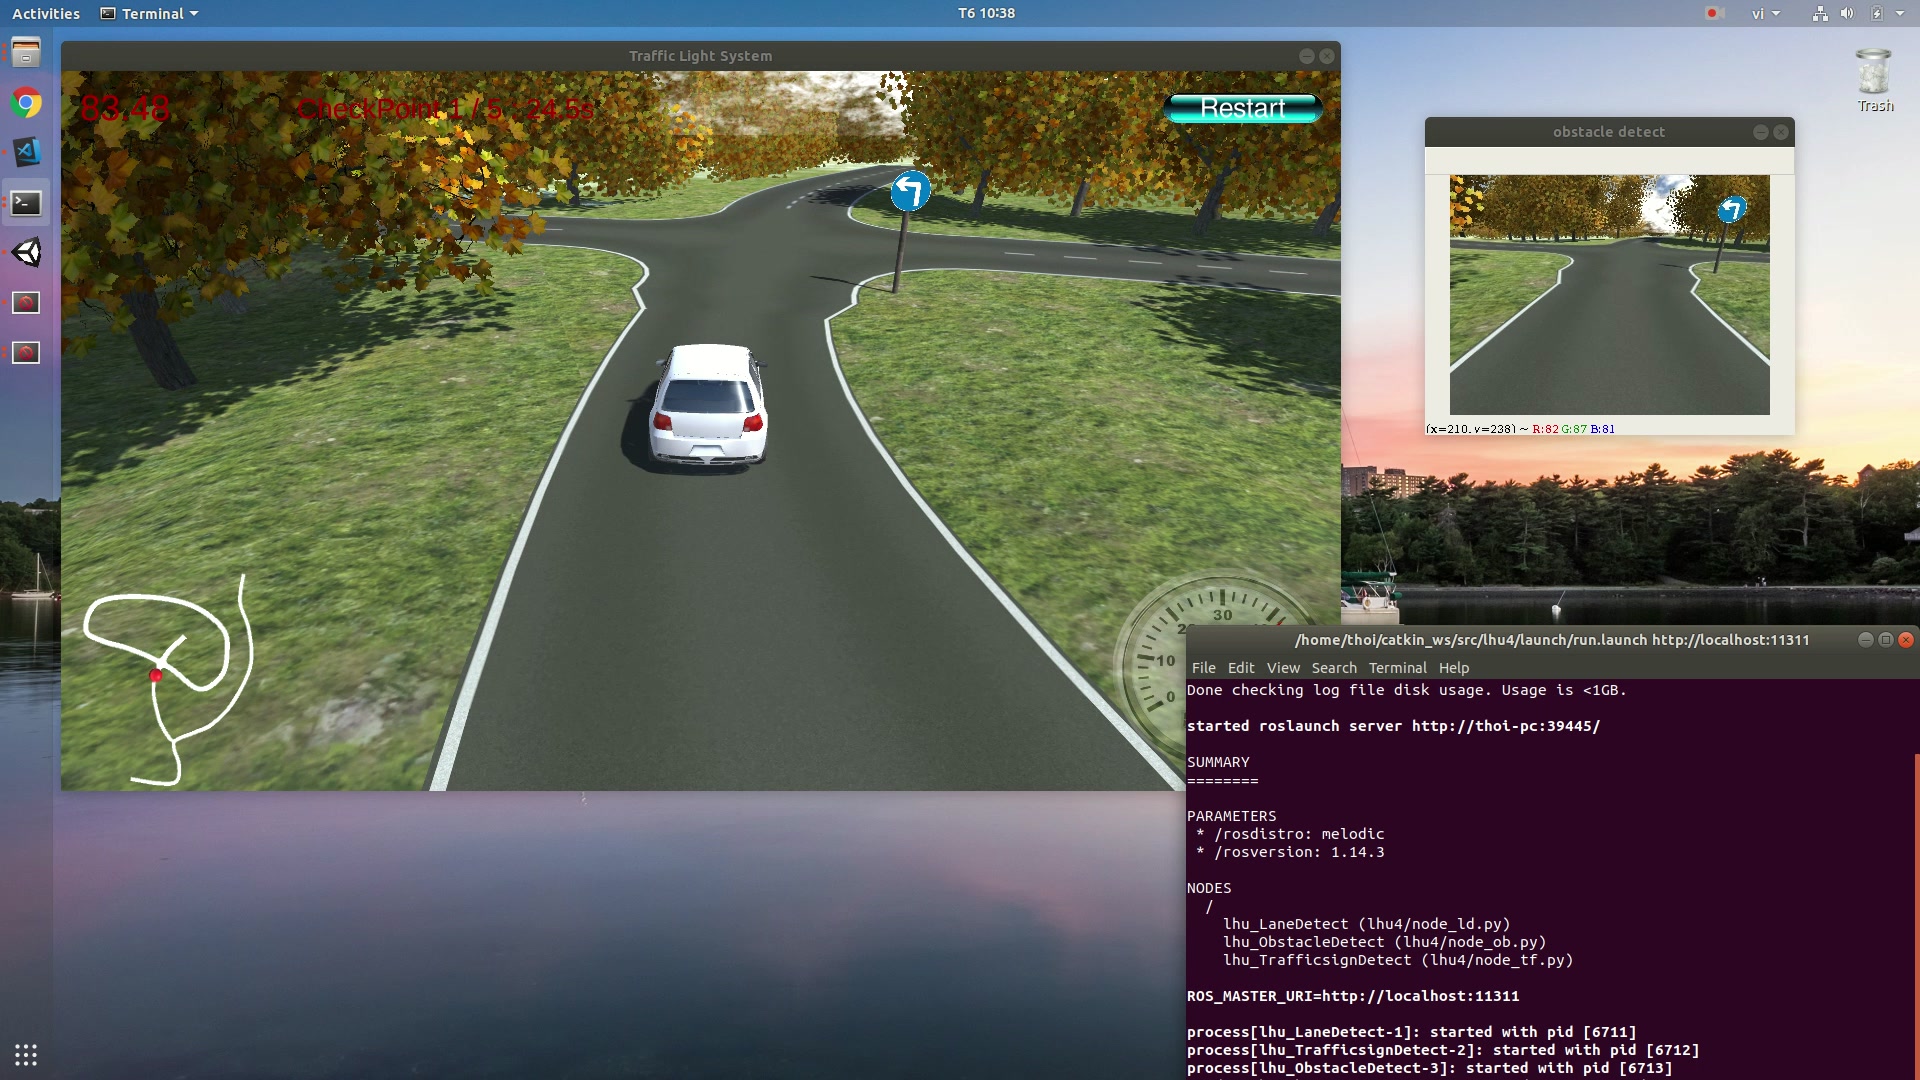 Activities
Terminal
T6 10:38
vi
Traffic Light System
83.48
CheckPoint 1 / 5 : 24.5s
Restart
Trash
obstacle detect
(x=210, y=238) ~ R:82 G:87 B:81
30
10
0
/home/thoi/catkin_ws/src/lhu4/launch/run.launch http://localhost:11311
File Edit View Search Terminal Help
Done checking log file disk usage. Usage is <1GB.
started roslaunch server http://thoi-pc:39445/
SUMMARY
========
PARAMETERS
* /rosdistro: melodic
* /rosversion: 1.14.3
NODES
/
lhu_LaneDetect (lhu4/node_ld.py)
lhu_ObstacleDetect (lhu4/node_ob.py)
lhu_TrafficsignDetect (lhu4/node_tf.py)
ROS_MASTER_URI=http://localhost:11311
process[lhu_LaneDetect-1]: started with pid [6711]
process[lhu_TrafficsignDetect-2]: started with pid [6712]
process[lhu_ObstacleDetect-3]: started with pid [6713]